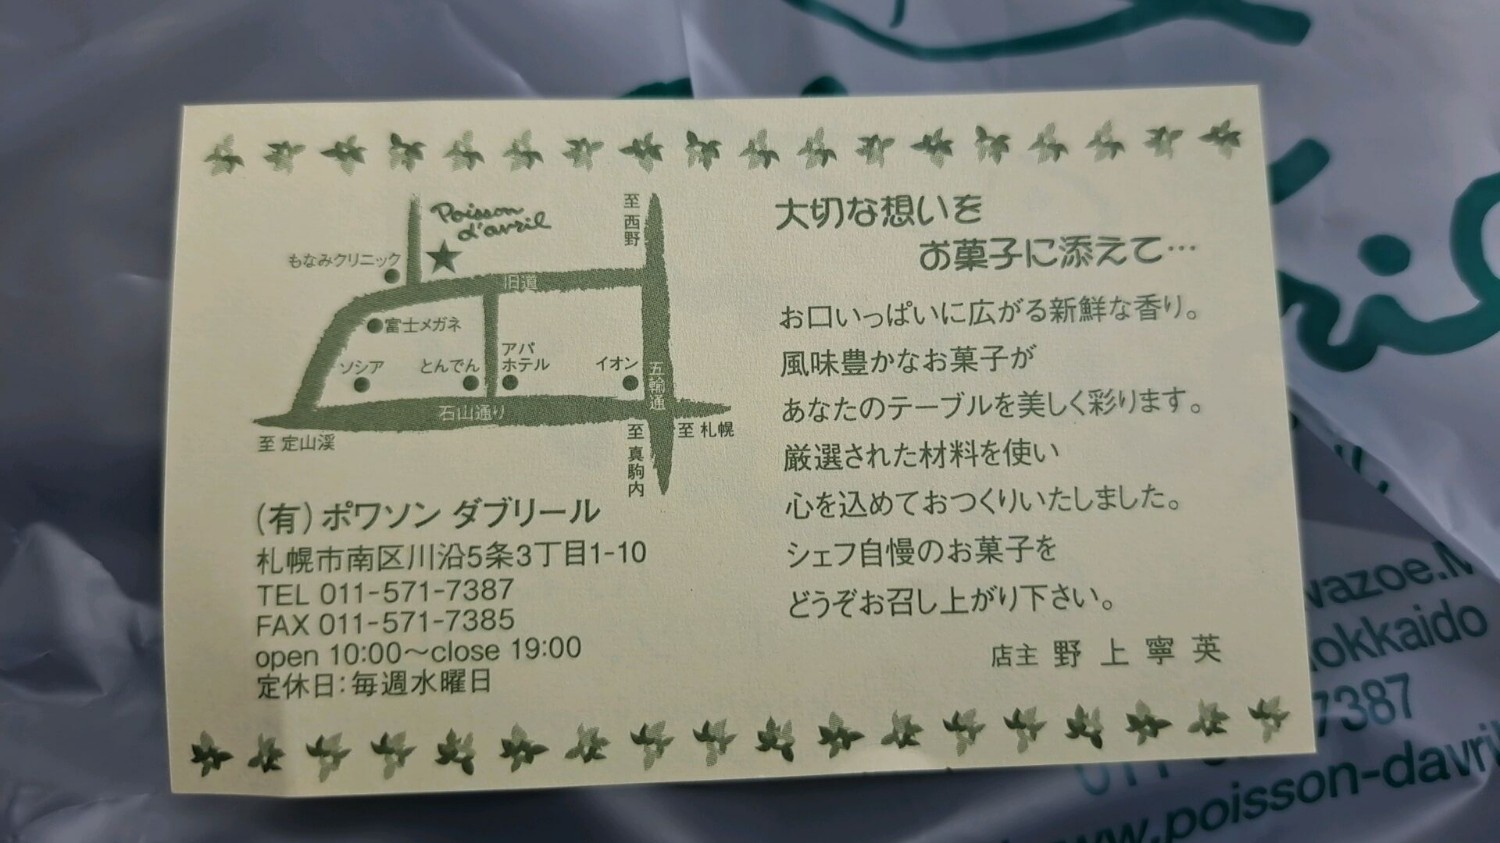 Poisson
d'avril
至 西野
もなみクリニック
旧道
富士メガネ
アパ
ホテル
ソシア
とんでん
イオン
五輪通
石山通り
至 定山渓
至 真駒内
至 札幌
(有) ポワソン ダブリール
札幌市南区川沿5条3丁目1-10
TEL 011-571-7387
FAX 011-571-7385
open 10:00〜close 19:00
定休日:毎週水曜日
大切な想いを
お菓子に添えて…
お口いっぱいに広がる新鮮な香り。
風味豊かなお菓子が
あなたのテーブルを美しく彩ります。
厳選された材料を使い
心を込めておつくりいたしました。
シェフ自慢のお菓子を
どうぞお召し上がり下さい。
店主 野上寧英
wazoe.M
okkaido
7387
011
www.poisson-davril